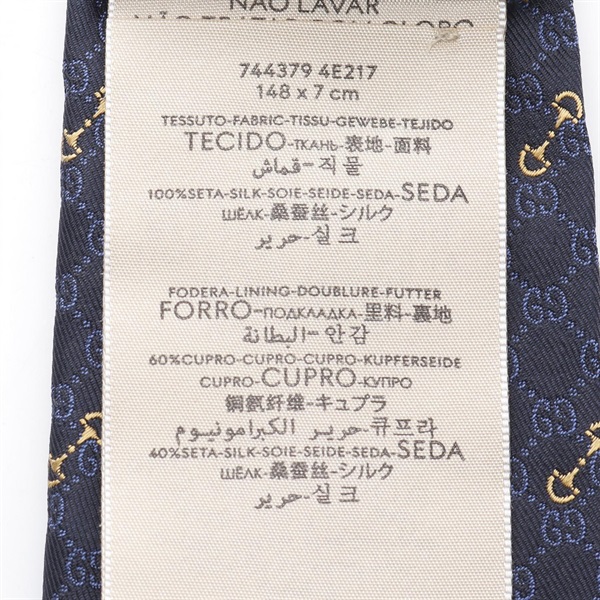 NÃO LAVAR
744379 4E217
148 x 7 cm
TESSUTO-FABRIC-TISSU-GEWEBE-TEJIDO
TECIDO-ТКАНЬ-表地-面料
قماش-직물
100%SETA-SILK-SOIE-SEIDE-SEDA-SEDA
ШЁЛК-桑蚕丝-シルク
حرير-실크
FODERA-LINING-DOUBLURE-FUTTER
FORRO-ПОДКЛАДКА-里料-裏地
البطانة-안감
60%CUPRO-CUPRO-CUPRO-KUPFERSEIDE
CUPRO-CUPRO-КУПРО
铜氨纤维-キュプラ
حرير الكبرامونيوم-큐프라
40%SETA-SILK-SOIE-SEIDE-SEDA-SEDA
ШЁЛК-桑蚕丝-シルク
حرير-실크